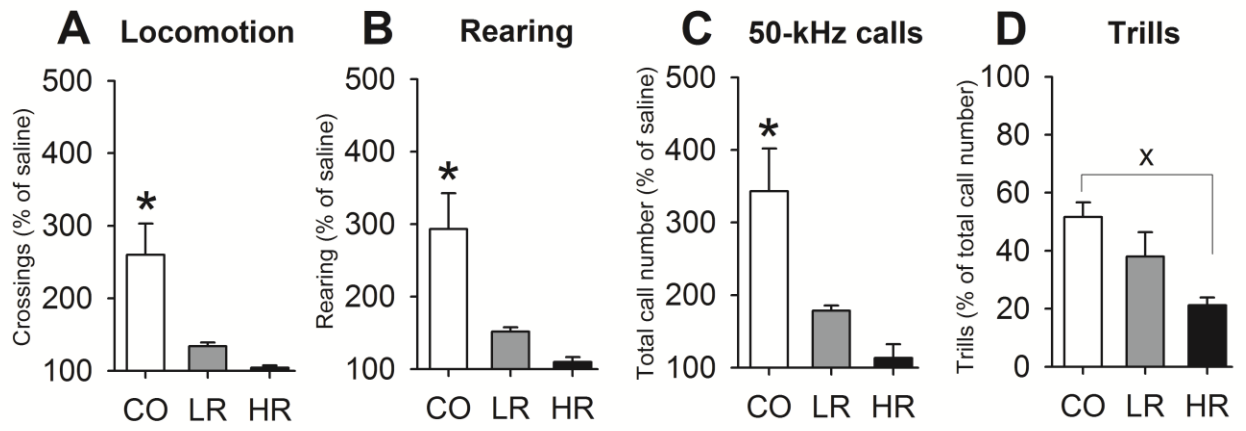 A Locomotion
Crossings (% of saline)
500
400
300
200
100
*
CO LR HR
B Rearing
Rearing (% of saline)
500
400
300
200
100
*
CO LR HR
C 50-kHz calls
Total call number (% of saline)
500
400
300
200
100
*
CO LR HR
D Trills
Trills (% of total call number)
100
80
60
40
20
0
x
CO LR HR